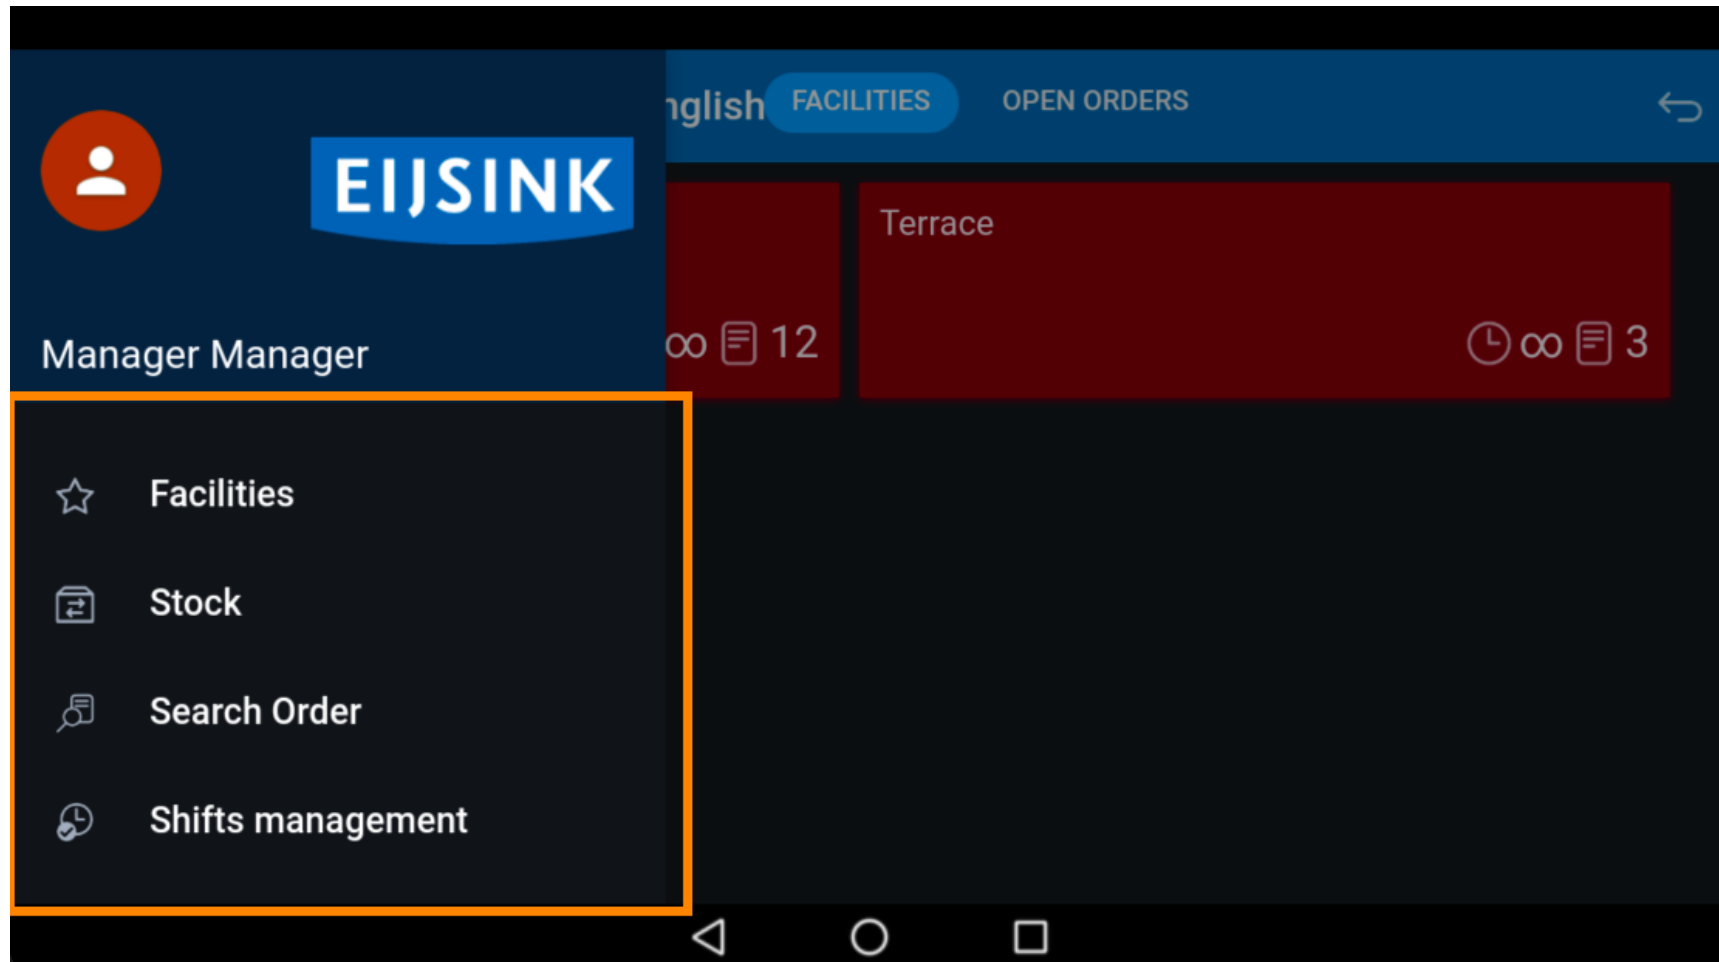 EIJSINK
Manager Manager
Facilities
Stock
Search Order
Shifts management
nglish FACILITIES OPEN ORDERS
∞ 12
Terrace
∞ 3